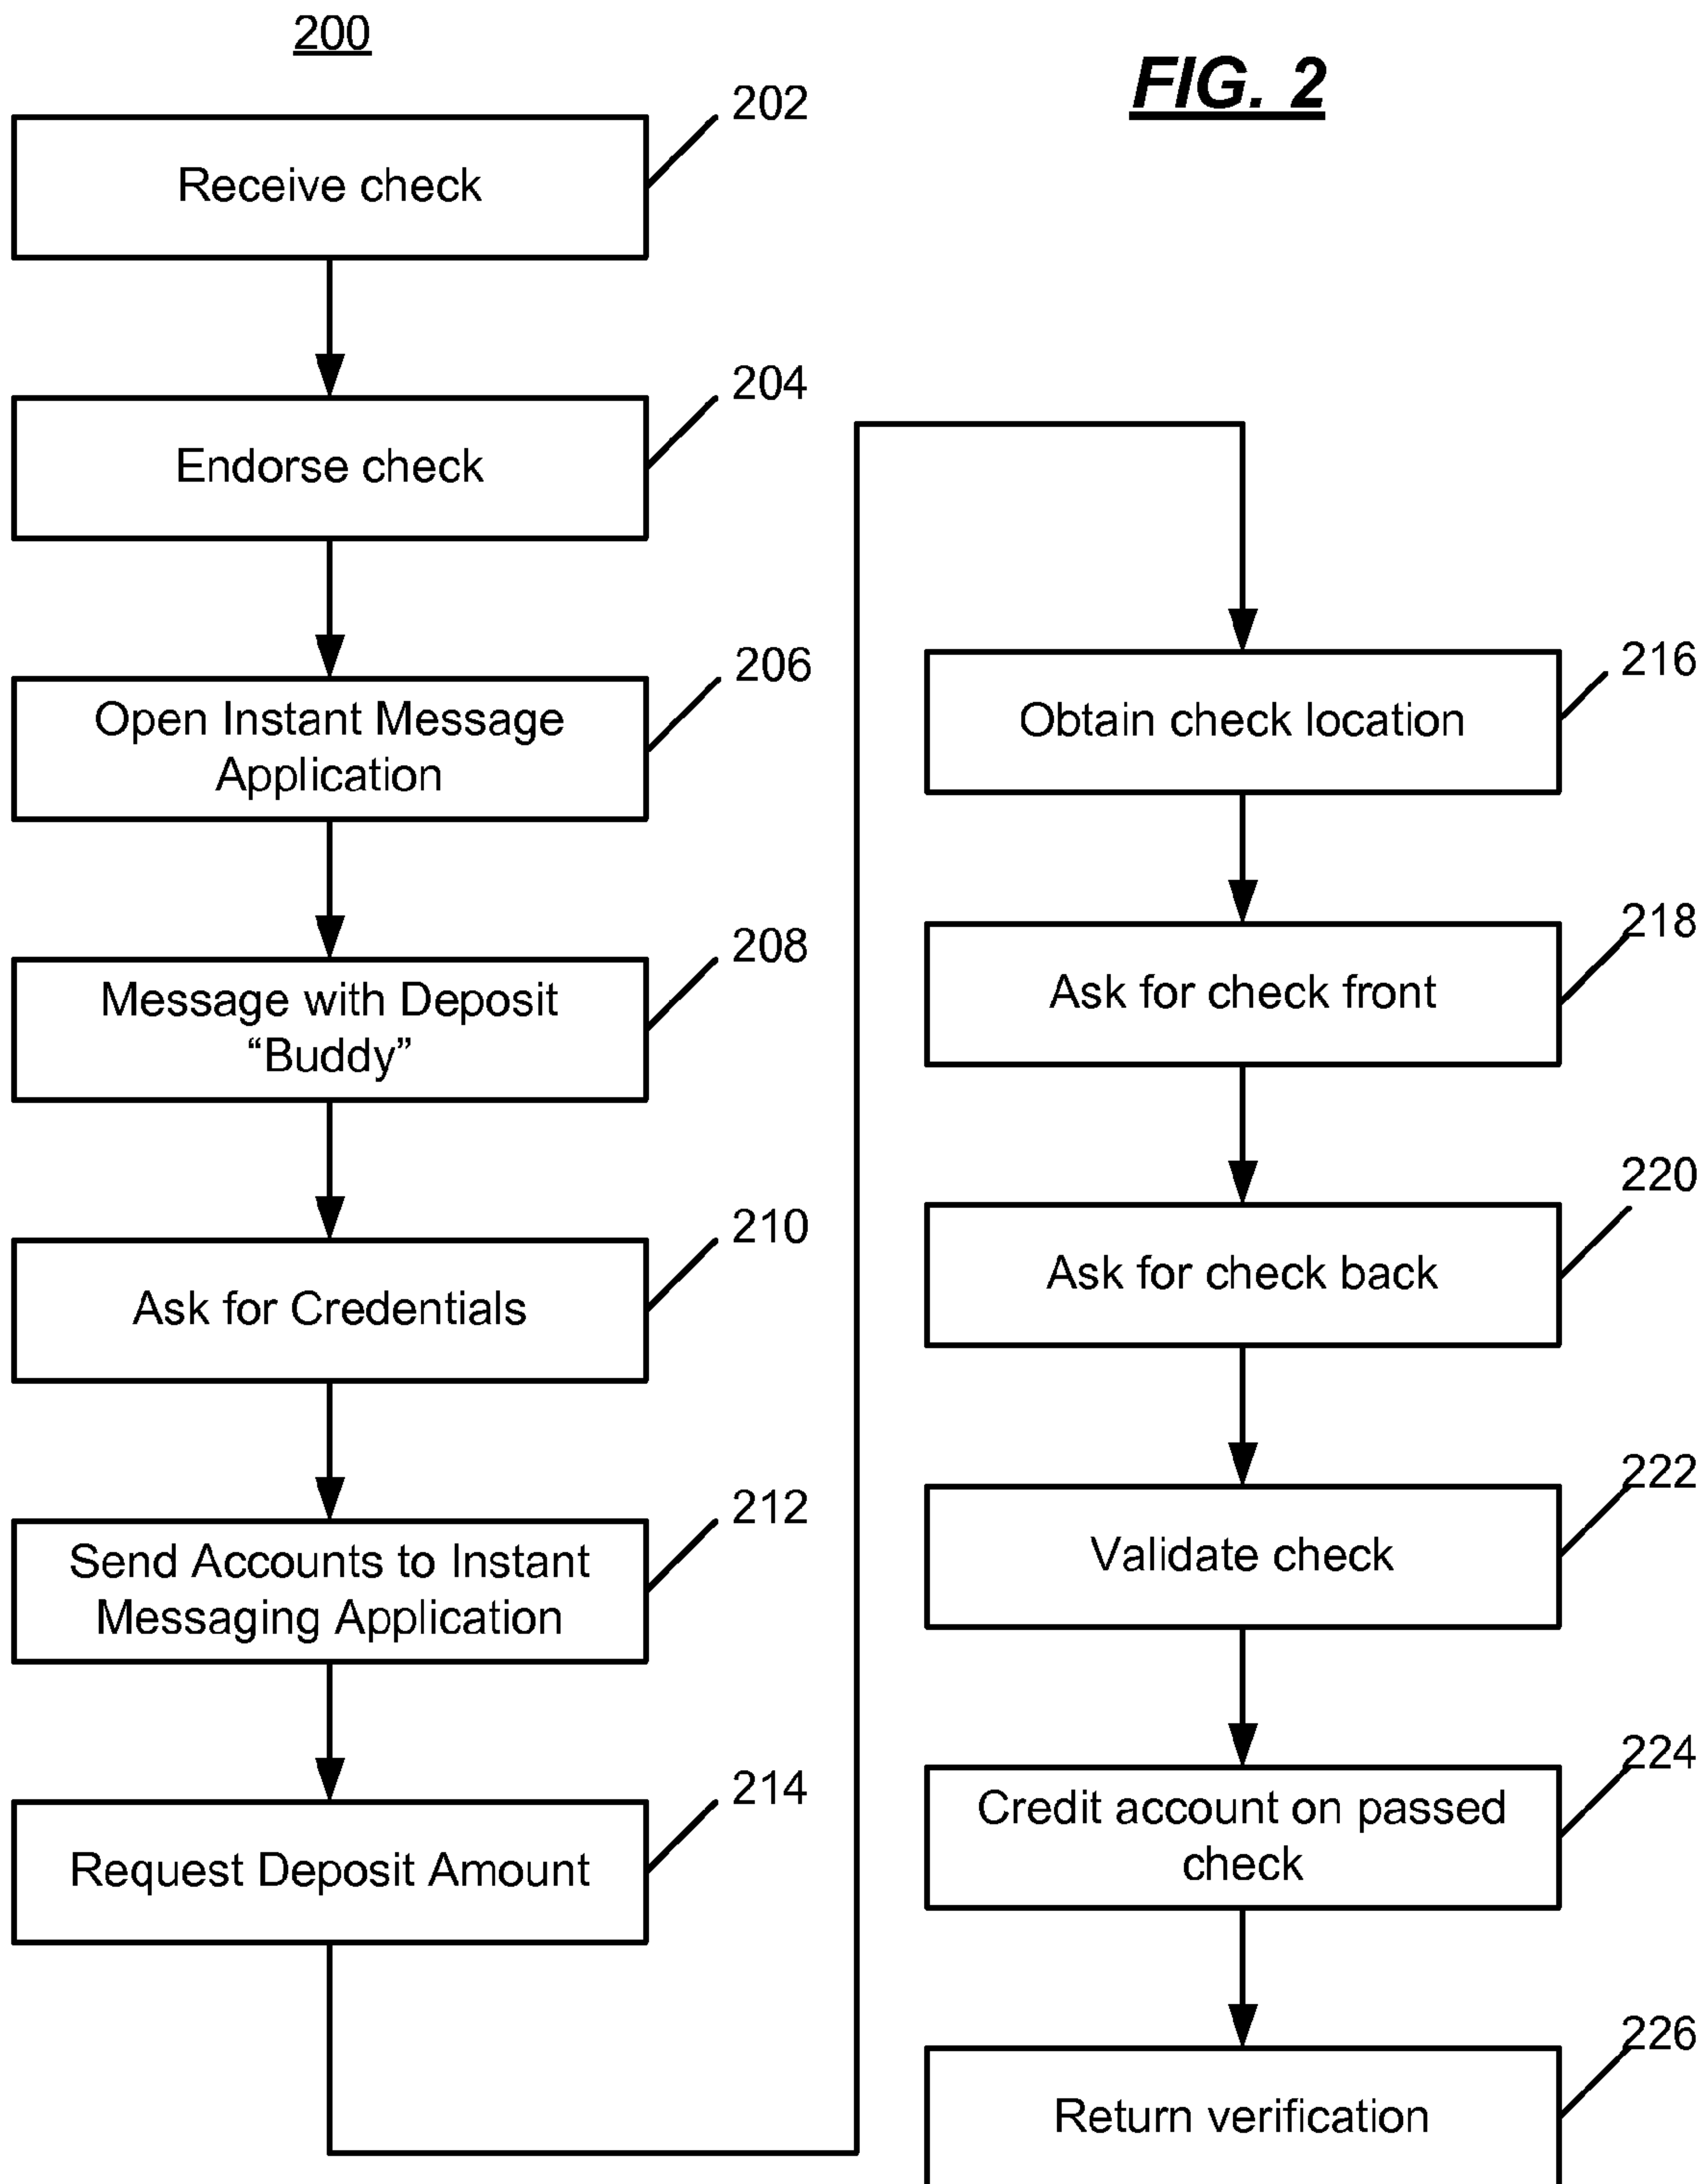 200
FIG. 2
202
Receive check
204
Endorse check
206
Open Instant Message
Application
208
Message with Deposit
“Buddy”
210
Ask for Credentials
212
Send Accounts to Instant
Messaging Application
214
Request Deposit Amount
216
Obtain check location
218
Ask for check front
220
Ask for check back
222
Validate check
224
Credit account on passed
check
226
Return verification